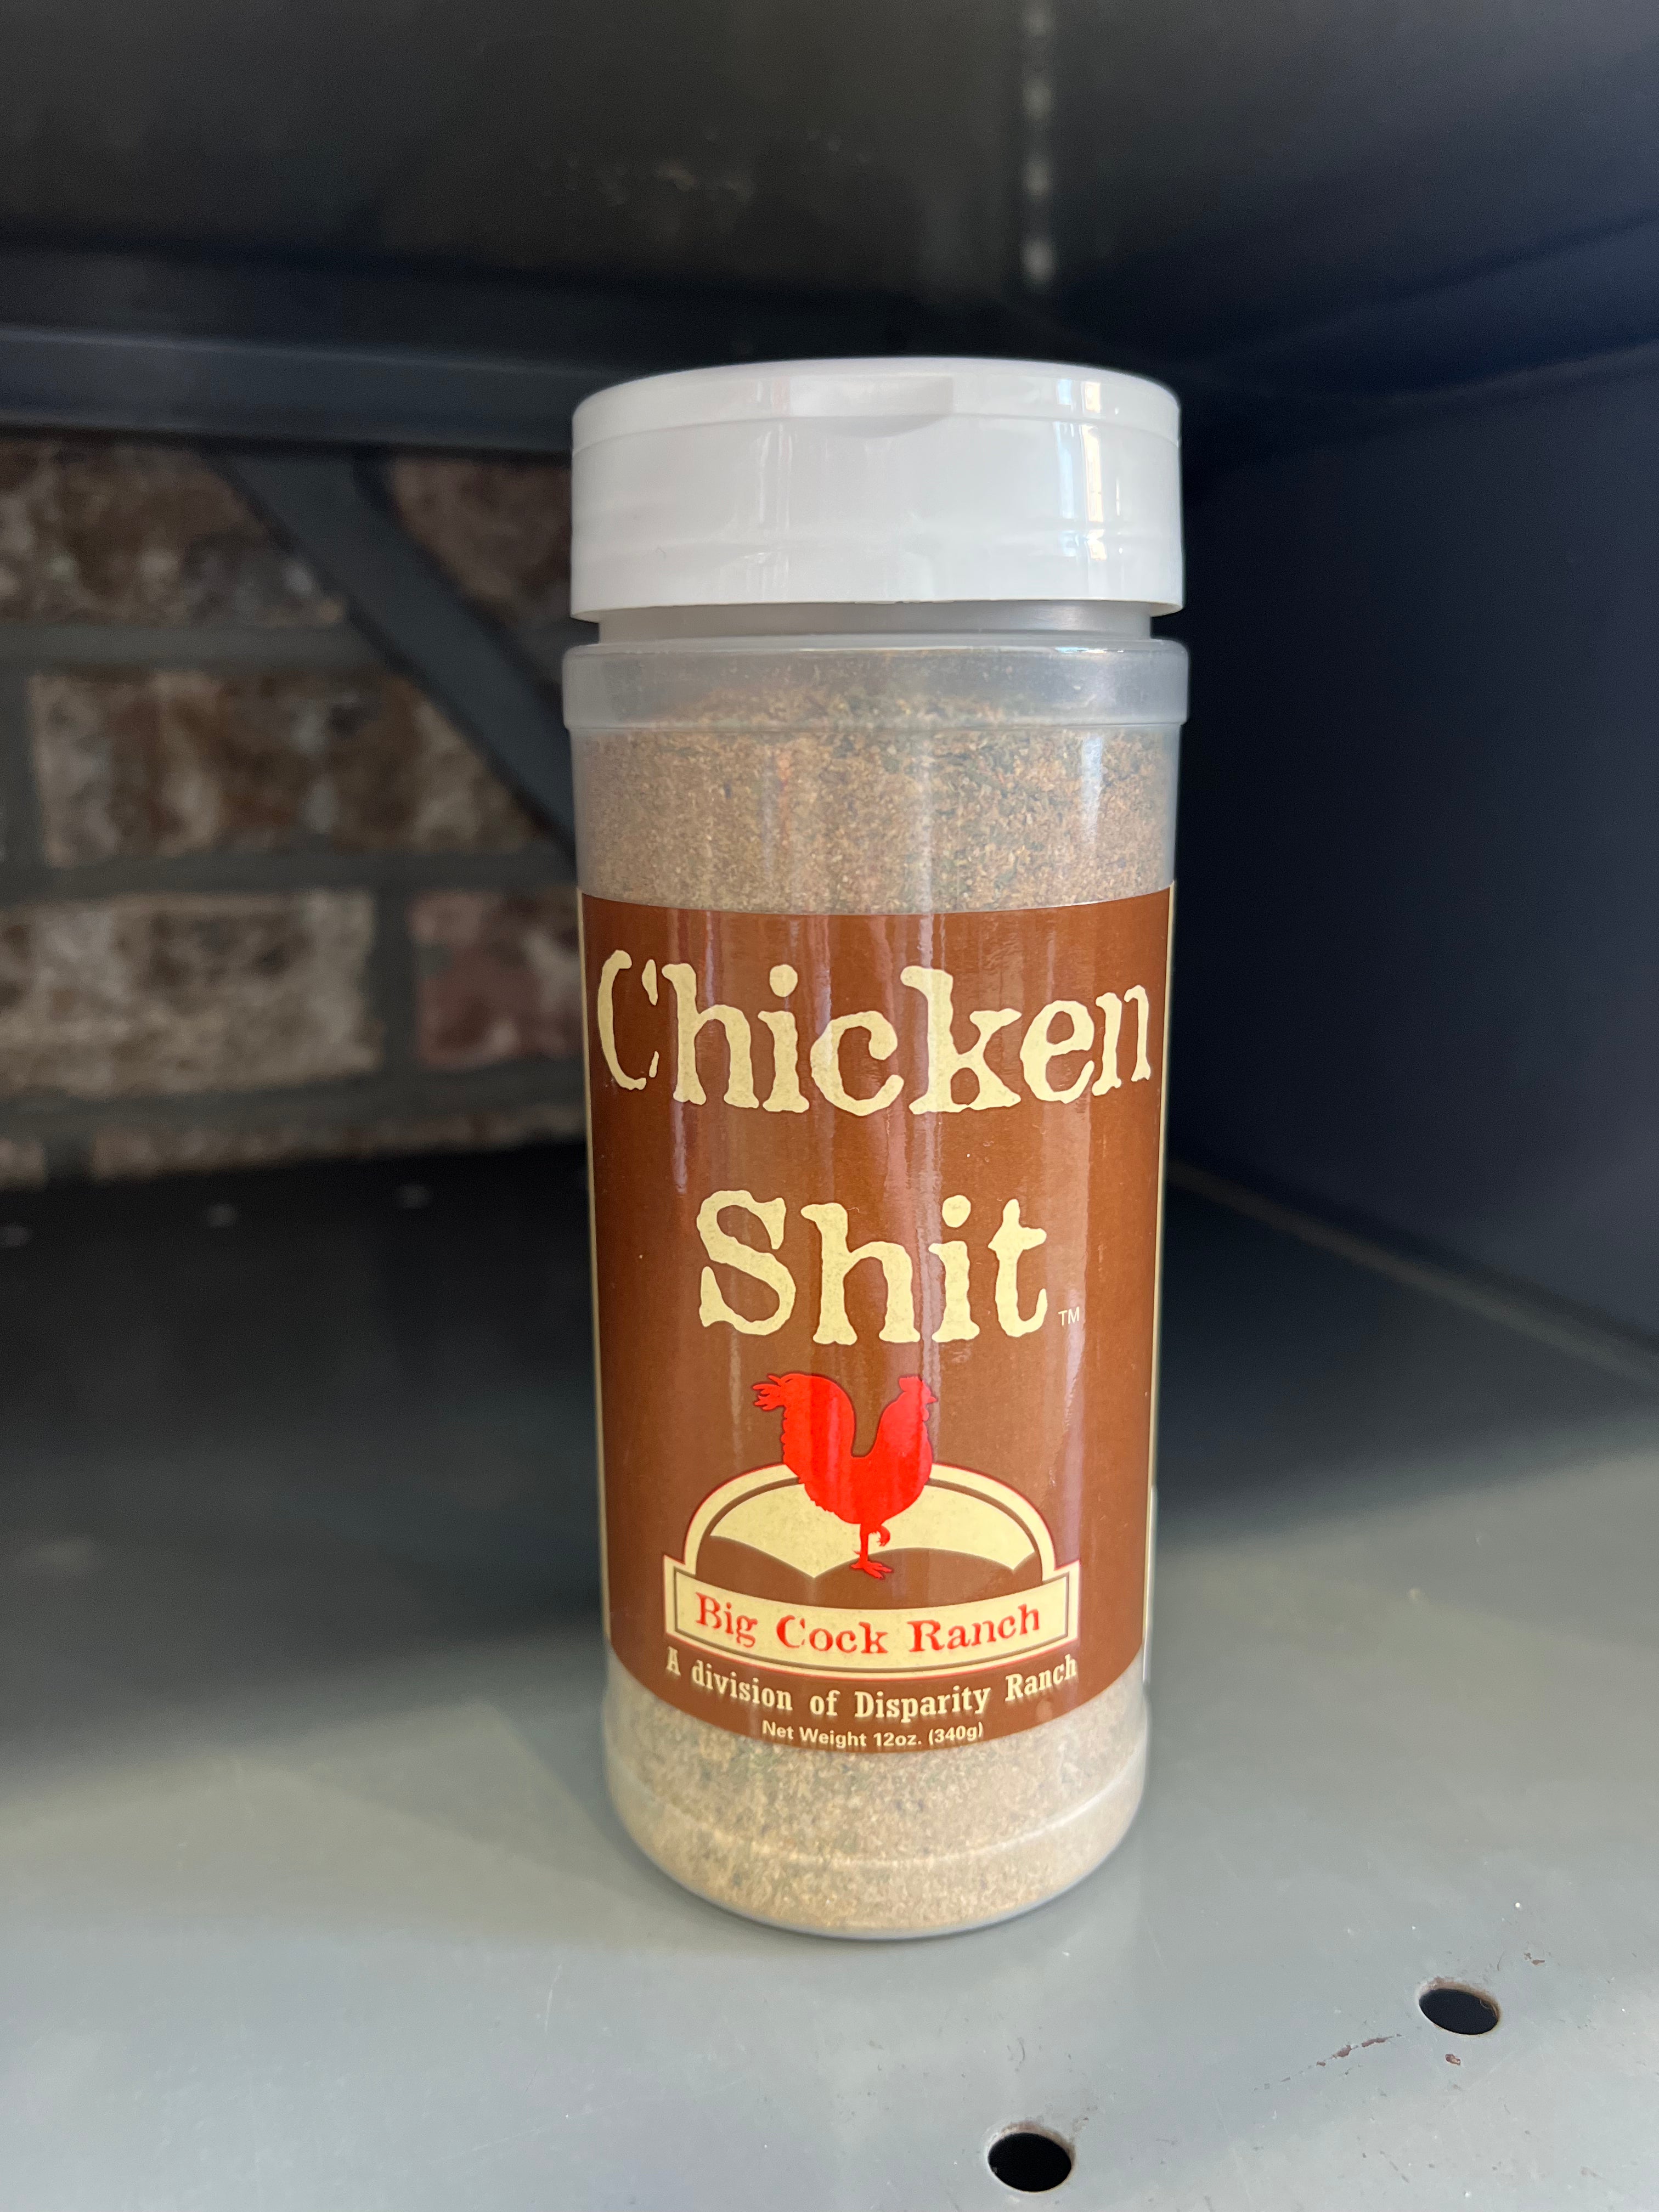 Chicken
Shit™
Big Cock Ranch
A division of Disparity Ranch
Net Weight 12oz. (340g)